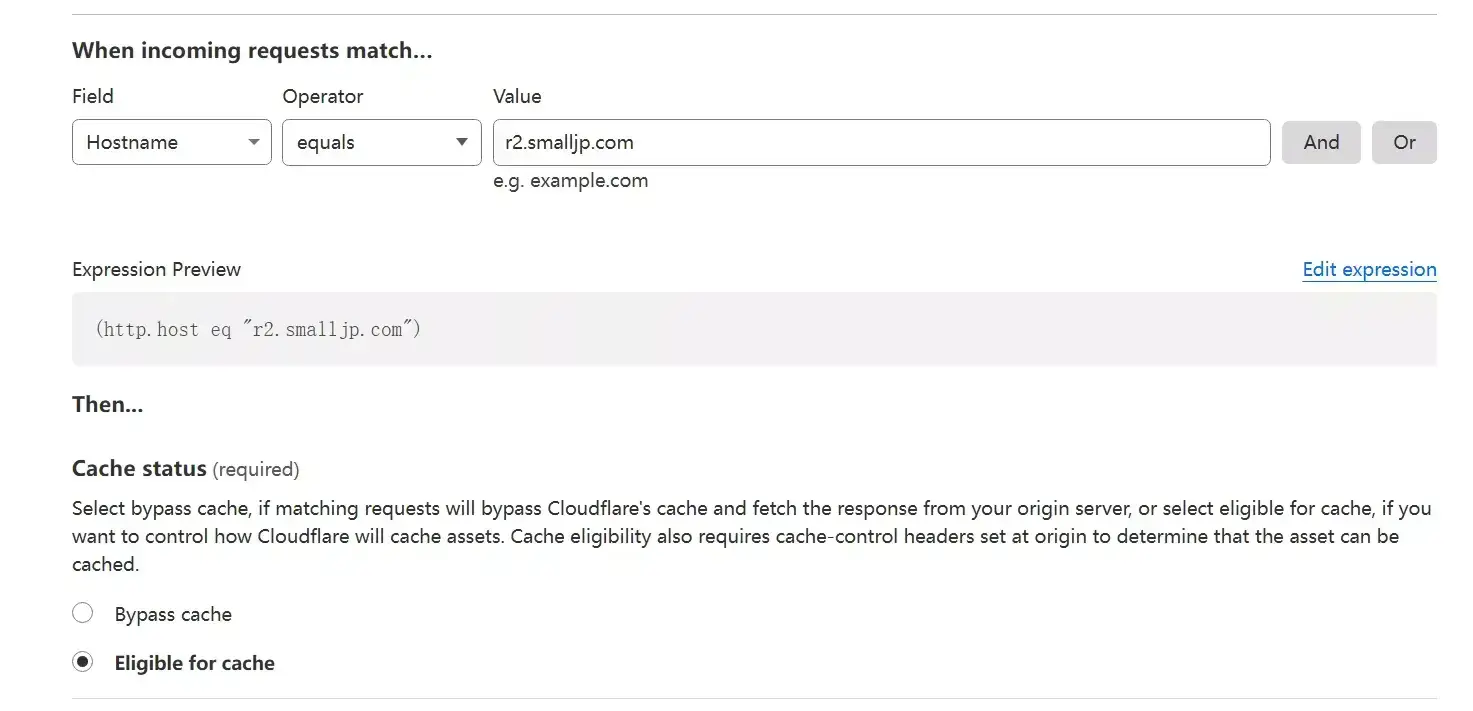 When incoming requests match...
Field Operator Value
Hostname equals r2.smalljp.com And Or
e.g. example.com
Expression Preview Edit expression
(http.host eq "r2.smalljp.com")
Then...
Cache status (required)
Select bypass cache, if matching requests will bypass Cloudflare's cache and fetch the response from your origin server, or select eligible for cache, if you
want to control how Cloudflare will cache assets. Cache eligibility also requires cache-control headers set at origin to determine that the asset can be
cached.
Bypass cache
Eligible for cache